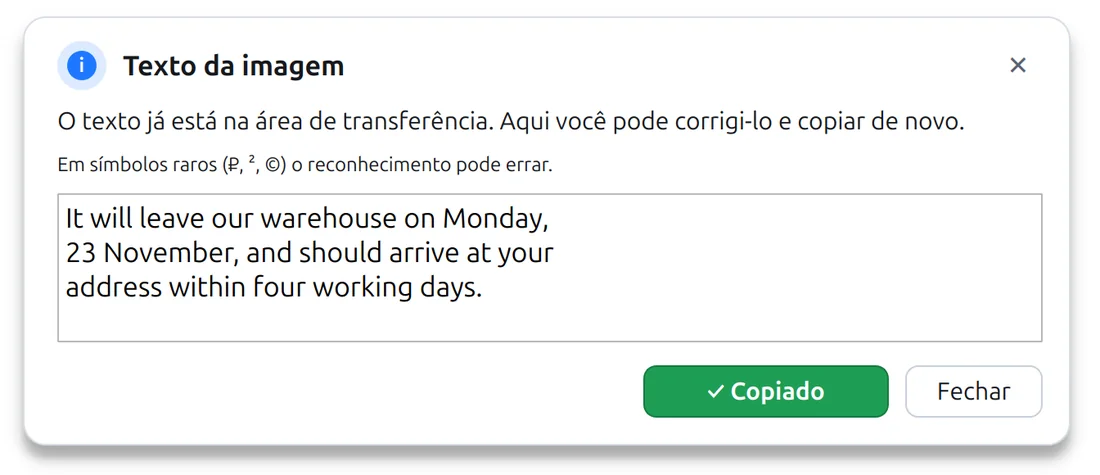 Texto da imagem
O texto já está na área de transferência. Aqui você pode corrigi-lo e copiar de novo.
Em símbolos raros (₽, ², ©) o reconhecimento pode errar.
It will leave our warehouse on Monday,
23 November, and should arrive at your
address within four working days.
✓ Copiado
Fechar